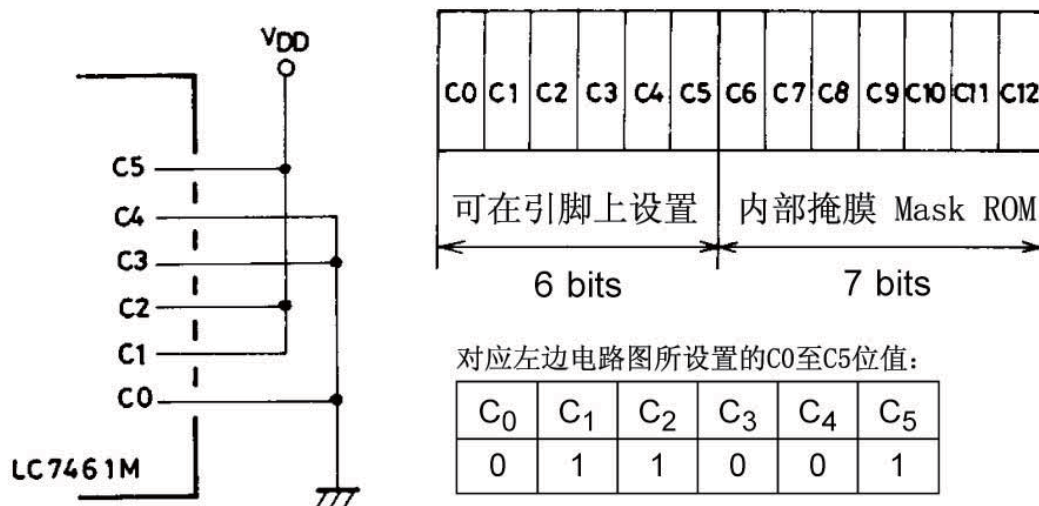 VDD
C5
C4
C3
C2
C1
C0
LC7461M
C0 C1 C2 C3 C4 C5 C6 C7 C8 C9 C10 C11 C12
可在引脚上设置 内部掩膜 Mask ROM
6 bits 7 bits
对应左边电路图所设置的C0至C5位值:
C0 C1 C2 C3 C4 C5
0 1 1 0 0 1